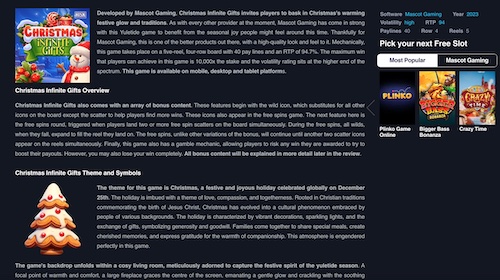 CHRISTMAS
INFINITE
GIFTS
Developed by Mascot Gaming, Christmas Infinite Gifts invites players to bask in Christmas's warming
festive glow and traditions. As with every other provider at the moment, Mascot Gaming has come in strong
with this Yuletide game to benefit from the seasonal joy people might feel around this time. Thankfully for
Mascot Gaming, this is one of the better products out there, with a high-quality look and feel to it. Mechanically,
this game takes place on a five-reel, four-row board with 40 pay lines and an RTP of 94.7%. The maximum win
that players can achieve in this game is 10,000x the stake and the volatility rating sits at the higher end of the
spectrum. This game is available on mobile, desktop and tablet platforms.
Christmas Infinite Gifts Overview
Christmas Infinite Gifts also comes with an array of bonus content. These features begin with the wild icon, which substitutes for all other
icons on the board except the scatter to help players find more wins. These icons also appear in the free spins game. The next feature here is
the free spins round, triggered when players land two or more free spin scatters on the board simultaneously. During the free spins, all wilds,
when they fall, expand to fill the reel they land on. The free spins, unlike other variations of the bonus, will continue until another two scatter
icons appear on the reels simultaneously. Finally, this game also has a gamble mechanic, allowing players to risk any win they are awarded to try to
boost their payouts. However, you may also lose your win completely. All bonus content will be explained in more detail later in the review.
Christmas Infinite Gifts Theme and Symbols
The theme for this game is Christmas, a festive and joyous holiday celebrated globally on December
25th. The holiday is imbued with a theme of love, compassion, and togetherness. Rooted in Christian traditions
commemorating the birth of Jesus Christ, Christmas has evolved into a cultural phenomenon embraced by
people of various backgrounds. The holiday is characterized by vibrant decorations, sparkling lights, and the
exchange of gifts, symbolizing generosity and goodwill. Families come together to share special meals, create
cherished memories, and express gratitude for the warmth of companionship. This atmosphere is engendered
perfectly in this game.
The game's backdrop unfolds within a cosy living room, meticulously adorned to capture the festive spirit of the yuletide season. A
focal point of warmth and comfort, a large fireplace graces the centre of the screen, emanating a gentle glow and crackling with the soothing
Software Mascot Gaming Year 2023
Volatility high RTP 94
Paylines 40 Row 4 Reels 5
Pick your next Free Slot
Most Popular Mascot Gaming
PLINKO
BIGGER BASS BONANZA
CRAZY TIME
Plinko Game
Online
Bigger Bass
Bonanza
Crazy Time